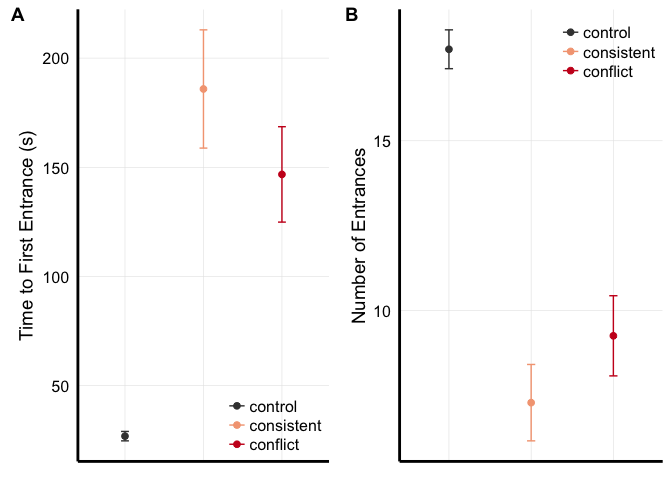 A
Time to First Entrance (s)
200
150
100
50
control
consistent
conflict
B
Number of Entrances
15
10
control
consistent
conflict